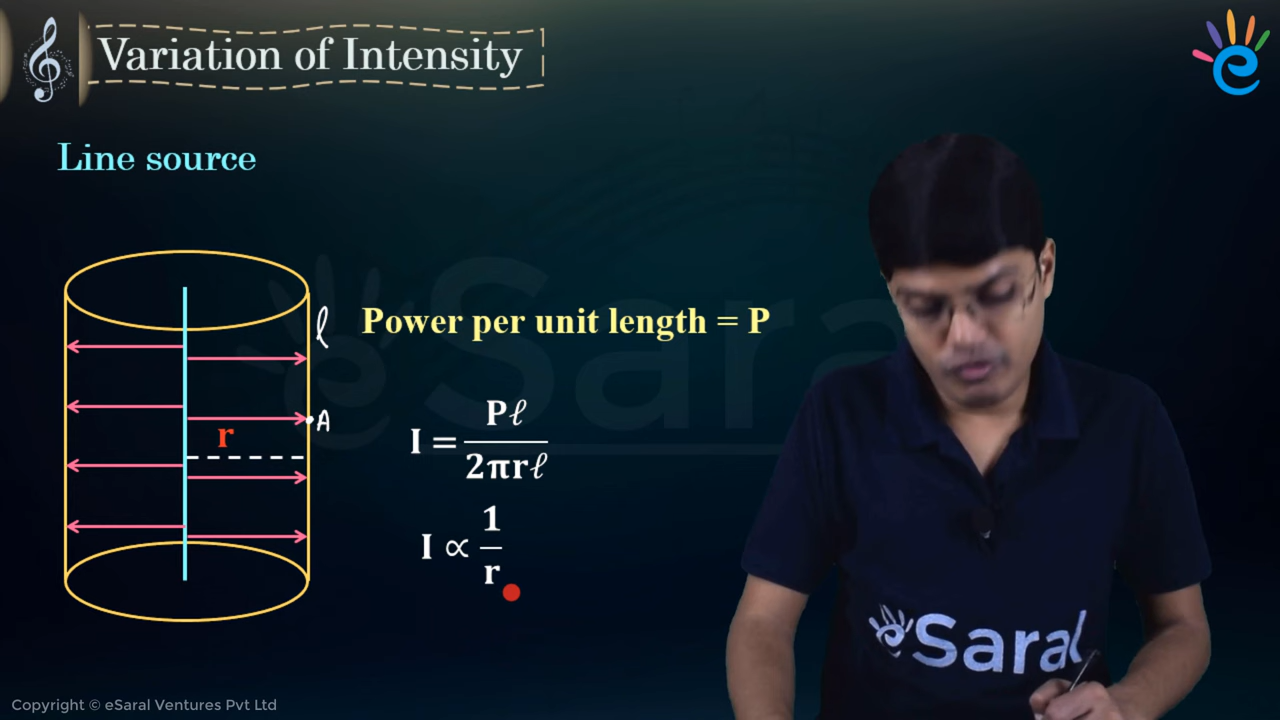 Variation of Intensity
Line source
ℓ
Power per unit length = P
A
r
I = Pℓ / 2πrℓ
I ∝ 1 / r
eSaral
eSaral
Copyright © eSaral Ventures Pvt Ltd